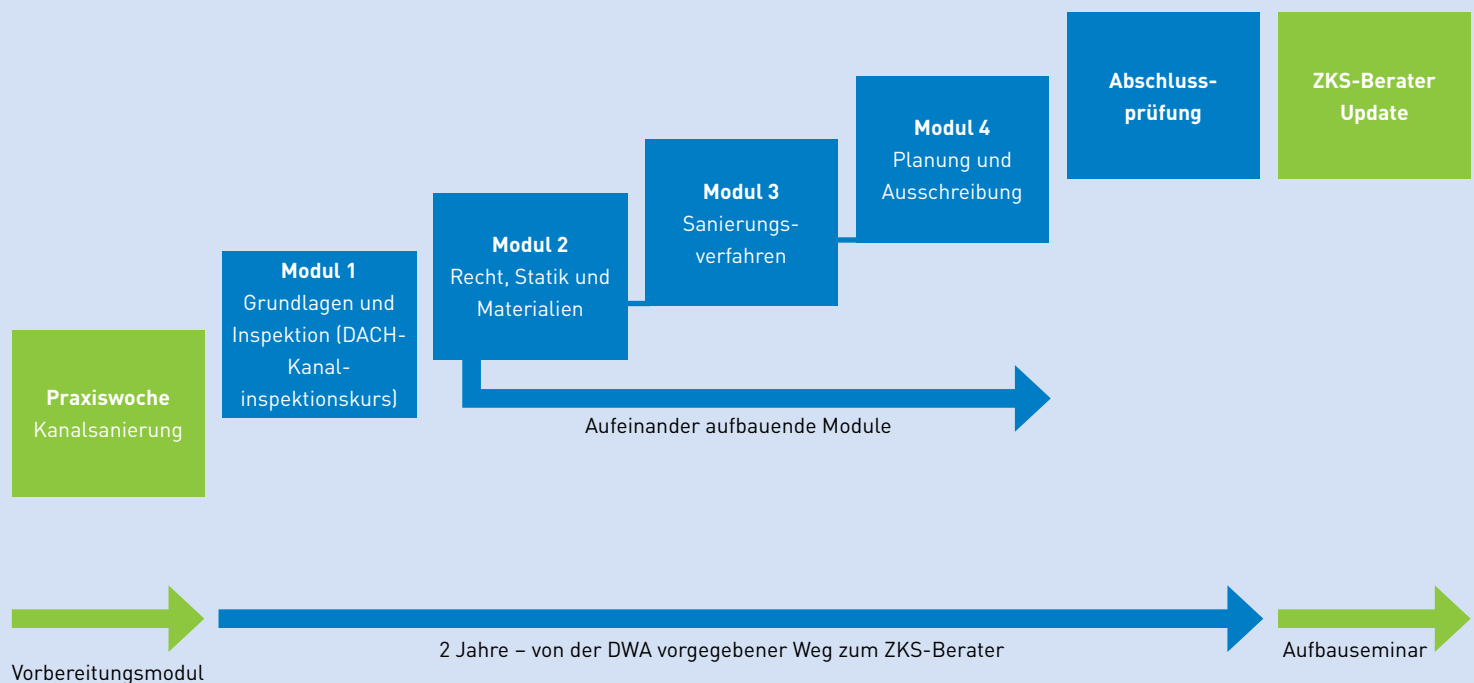 Praxiswoche
Kanalsanierung
Modul 1
Grundlagen und
Inspektion (DACH-
Kanal-
inspektionskurs)
Modul 2
Recht, Statik und
Materialien
Modul 3
Sanierungs-
verfahren
Modul 4
Planung und
Ausschreibung
Abschluss-
prüfung
ZKS-Berater
Update
Aufeinander aufbauende Module
Vorbereitungsmodul
2 Jahre – von der DWA vorgegebener Weg zum ZKS-Berater
Aufbauseminar